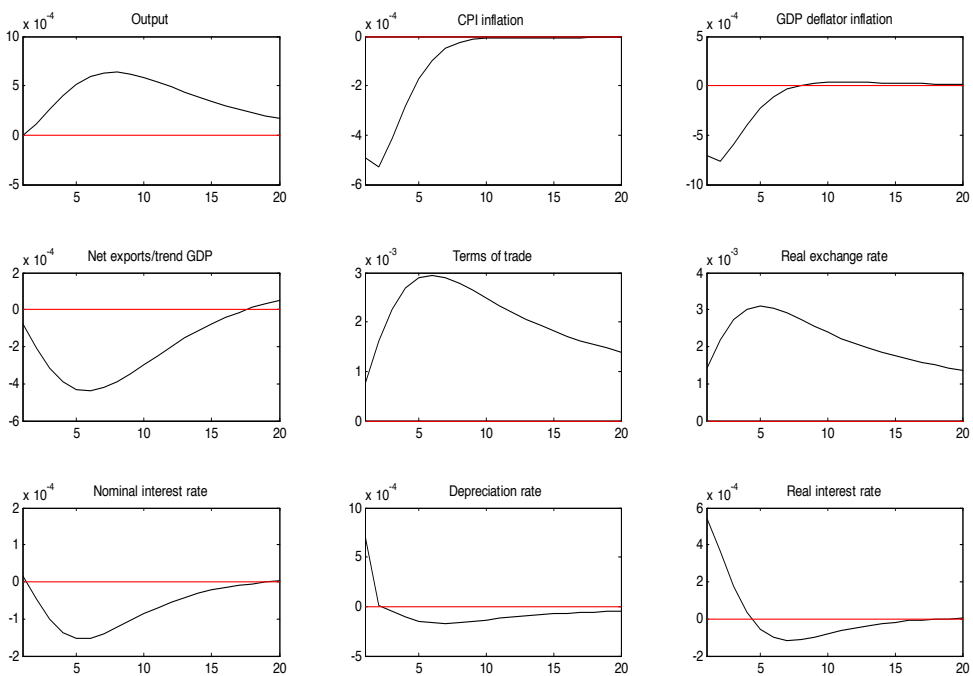 Output
x 10-4
10
5
0
-5
5 10 15 20
CPI inflation
x 10-4
0
-2
-4
-6
5 10 15 20
GDP deflator inflation
x 10-4
5
0
-5
-10
5 10 15 20
Net exports/trend GDP
x 10-4
2
0
-2
-4
-6
5 10 15 20
Terms of trade
x 10-3
3
2
1
0
5 10 15 20
Real exchange rate
x 10-3
4
3
2
1
0
5 10 15 20
Nominal interest rate
x 10-4
2
1
0
-1
-2
5 10 15 20
Depreciation rate
x 10-4
10
5
0
-5
5 10 15 20
Real interest rate
x 10-4
6
4
2
0
-2
5 10 15 20